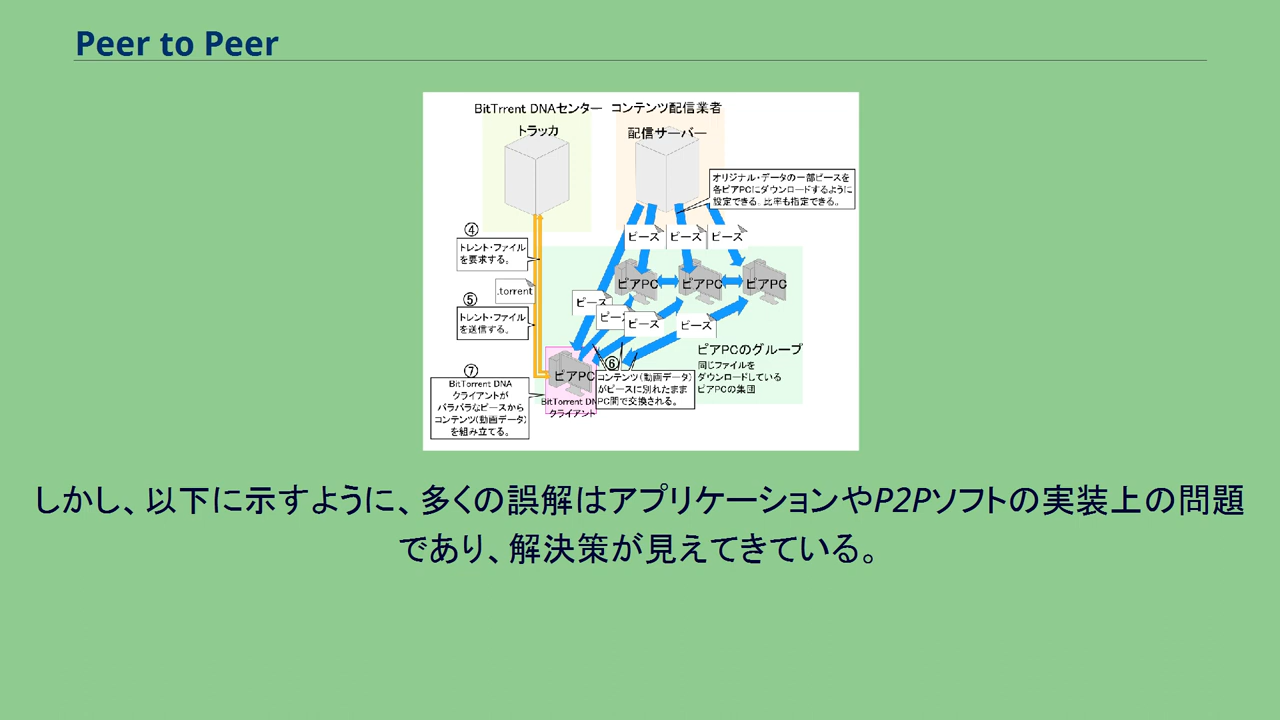 Peer to Peer
BitTrrent DNAセンター
コンテンツ配信業者
トラッカ
配信サーバー
オリジナル・データの一部ピースを
各ピアPCにダウンロードするように
設定できる。比率も指定できる。
④
トレント・ファイル
を要求する。
ピース
ピース
ピース
ピアPC
ピアPC
ピアPC
.torrent
⑤
トレント・ファイル
を送信する。
ピース
ピース
ピース
ピース
ピアPCのグループ
同じファイルを
ダウンロードしている
ピアPCの集団
⑥
コンテンツ(動画データ)
がピースに別れたまま
PC間で交換される。
ピアPC
BitTorrent DN
クライアント
⑦
BitTorrent DNA
クライアントが
バラバラなピースから
コンテンツ(動画データ)
を組み立てる。
しかし、以下に示すように、多くの誤解はアプリケーションやP2Pソフトの実装上の問題
であり、解決策が見えてきている。